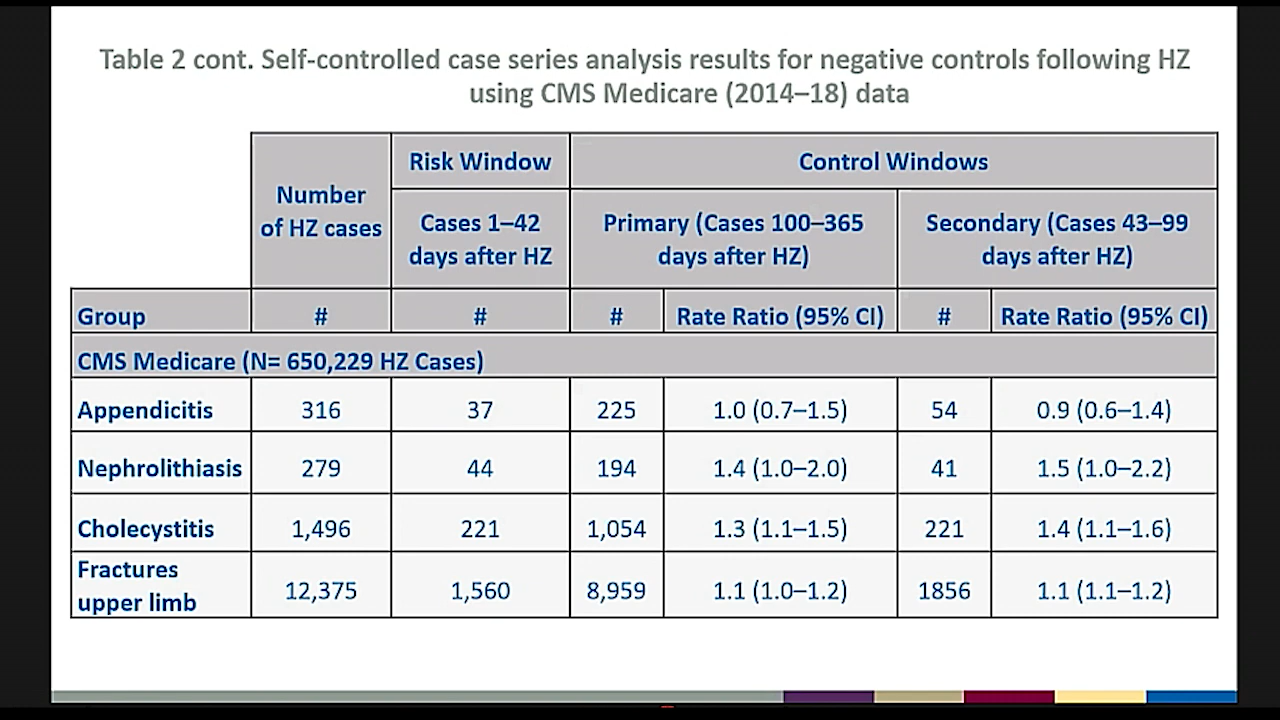 Table 2 cont. Self-controlled case series analysis results for negative controls following HZ
using CMS Medicare (2014–18) data
Number
of HZ cases
Risk Window
Control Windows
Cases 1–42
days after HZ
Primary (Cases 100–365
days after HZ)
Secondary (Cases 43–99
days after HZ)
Group # # # Rate Ratio (95% CI) # Rate Ratio (95% CI)
CMS Medicare (N= 650,229 HZ Cases)
Appendicitis 316 37 225 1.0 (0.7–1.5) 54 0.9 (0.6–1.4)
Nephrolithiasis 279 44 194 1.4 (1.0–2.0) 41 1.5 (1.0–2.2)
Cholecystitis 1,496 221 1,054 1.3 (1.1–1.5) 221 1.4 (1.1–1.6)
Fractures
upper limb 12,375 1,560 8,959 1.1 (1.0–1.2) 1856 1.1 (1.1–1.2)